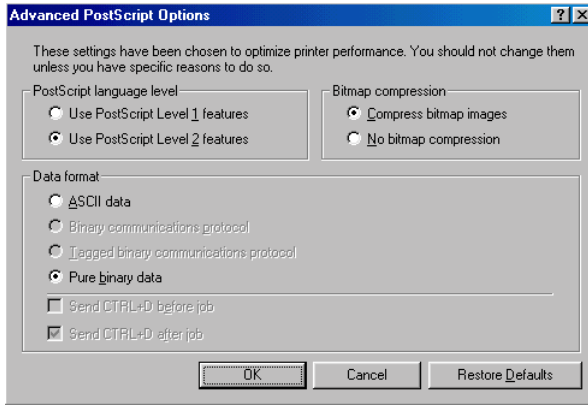 Advanced PostScript Options
These settings have been chosen to optimize printer performance. You should not change them
unless you have specific reasons to do so.
PostScript language level
Use PostScript Level 1 features
Use PostScript Level 2 features
Bitmap compression
Compress bitmap images
No bitmap compression
Data format
ASCII data
Binary communications protocol
Tagged binary communications protocol
Pure binary data
Send CTRL+D before job
Send CTRL+D after job
OK
Cancel
Restore Defaults